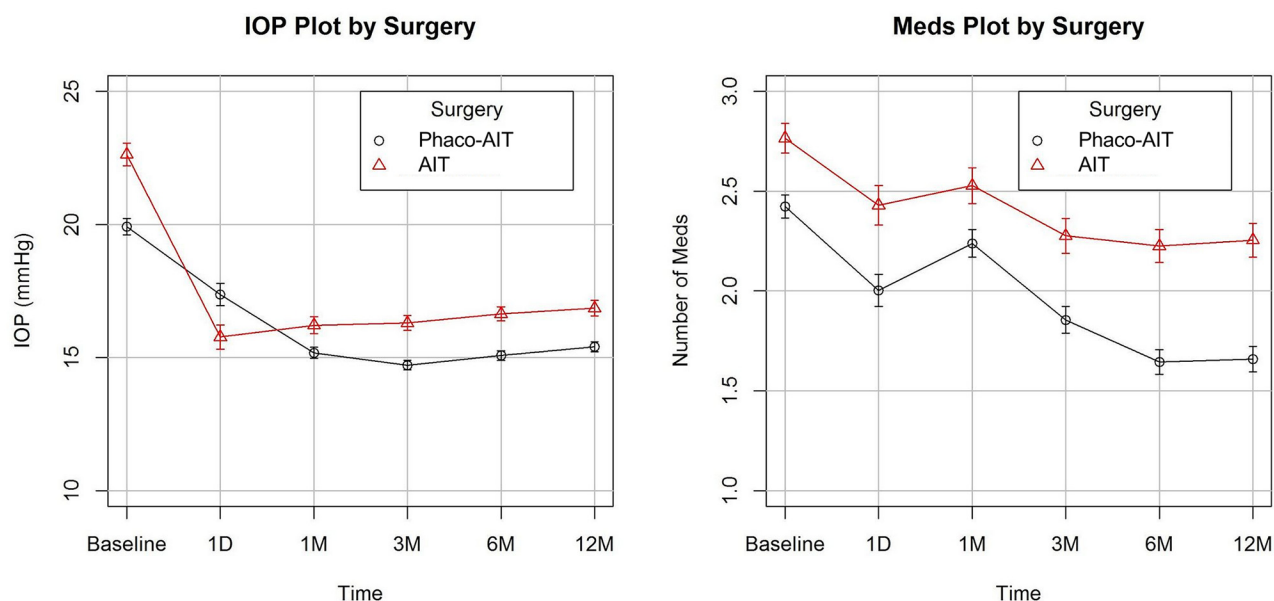 IOP Plot by Surgery
IOP (mmHg)
25
20
15
10
Surgery
Phaco-AIT
AIT
Baseline 1D 1M 3M 6M 12M
Time
Meds Plot by Surgery
Number of Meds
3.0
2.5
2.0
1.5
1.0
Surgery
Phaco-AIT
AIT
Baseline 1D 1M 3M 6M 12M
Time